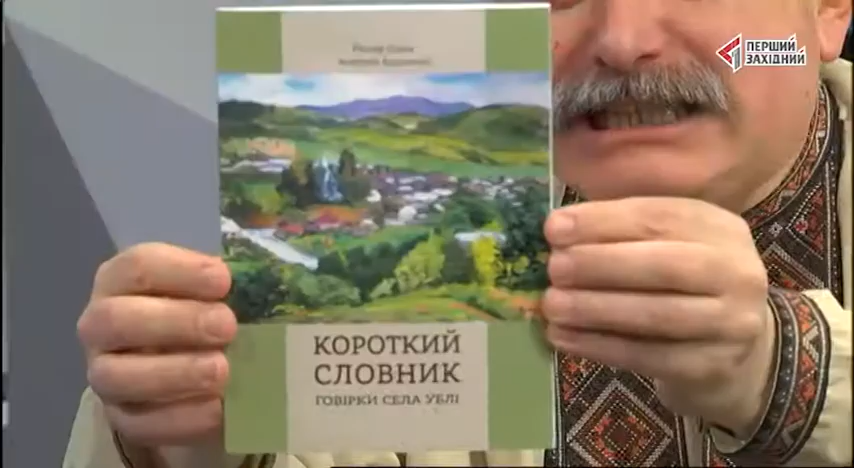 ПЕРШИЙ
ЗАХІДНИЙ
КОРОТКИЙ
СЛОВНИК
ГОВІРКИ СЕЛА УБЛІ